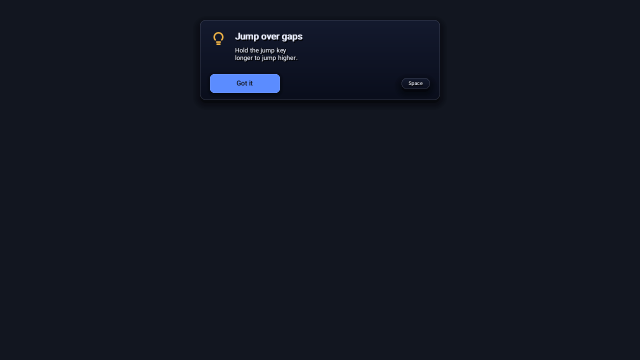 Jump over gaps
Hold the jump key
longer to jump higher.
Got it
Space